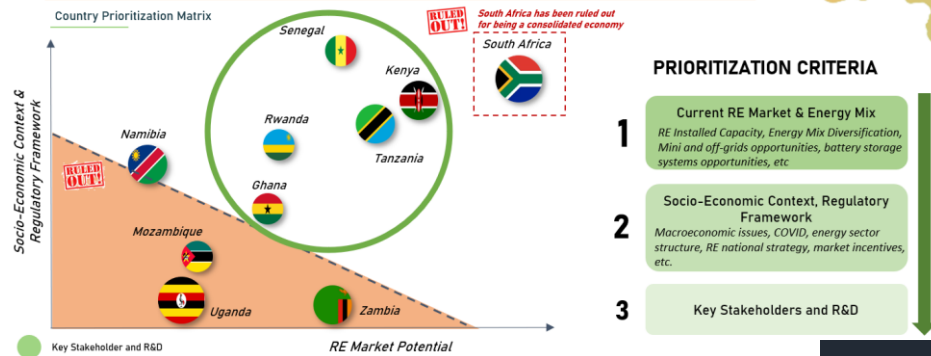 Country Prioritization Matrix
RULED OUT!
South Africa has been ruled out
for being a consolidated economy
Senegal
South Africa
Kenya
Rwanda
Tanzania
Namibia
RULED OUT!
Ghana
Mozambique
Uganda
Zambia
Socio-Economic Context &
Regulatory Framework
Key Stakeholder and R&D
RE Market Potential
PRIORITIZATION CRITERIA
1
Current RE Market & Energy Mix
RE Installed Capacity, Energy Mix Diversification,
Mini and off-grids opportunities, battery storage
systems opportunities, etc
2
Socio-Economic Context, Regulatory
Framework
Macroeconomic issues, COVID, energy sector
structure, RE national strategy, market incentives,
etc.
3
Key Stakeholders and R&D